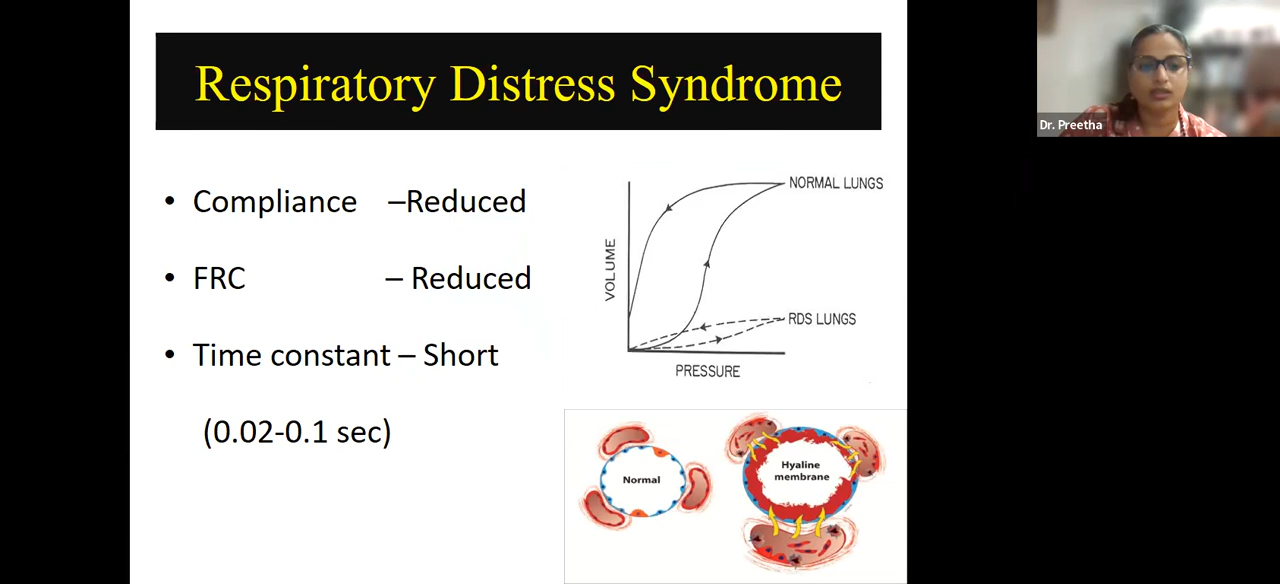 Respiratory Distress Syndrome
Dr. Preetha
• Compliance –Reduced
• FRC – Reduced
• Time constant – Short
(0.02-0.1 sec)
NORMAL LUNGS
VOLUME
RDS LUNGS
PRESSURE
Normal
Hyaline
membrane